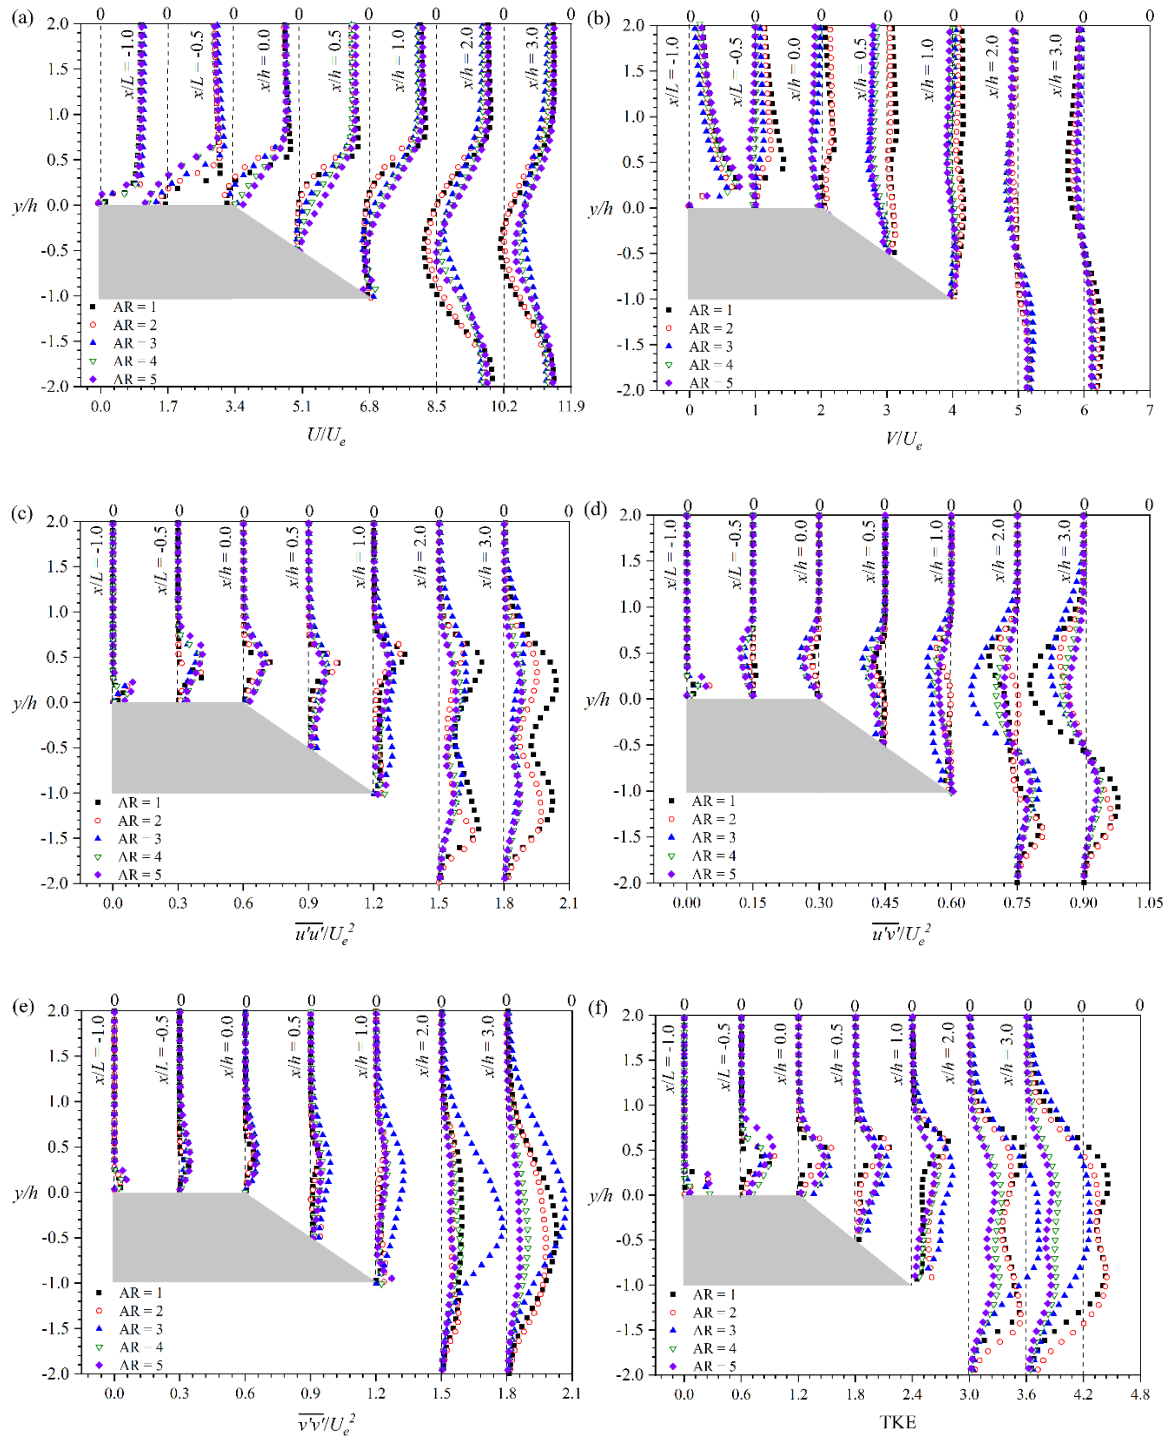 (a)
0 0 0 0 0 0 0 0
2.0
1.5
1.0
0.5
0.0
-0.5
-1.0
-1.5
-2.0
y/h
x/L = -1.0
x/L = -0.5
x/h = 0.0
x/h = 0.5
x/h = 1.0
x/h = 2.0
x/h = 3.0
AR = 1
AR = 2
AR = 3
AR = 4
AR = 5
0.0 1.7 3.4 5.1 6.8 8.5 10.2 11.9
U/Ue
(b)
0 0 0 0 0 0 0 0
2.0
1.5
1.0
0.5
0.0
-0.5
-1.0
-1.5
-2.0
y/h
x/L = -1.0
x/L = -0.5
x/h = 0.0
x/h = 0.5
x/h = 1.0
x/h = 2.0
x/h = 3.0
AR = 1
AR = 2
AR = 3
AR = 4
AR = 5
0 1 2 3 4 5 6 7
V/Ue
(c)
0 0 0 0 0 0 0 0
2.0
1.5
1.0
0.5
0.0
-0.5
-1.0
-1.5
-2.0
y/h
x/L = -1.0
x/L = -0.5
x/h = 0.0
x/h = 0.5
x/h = 1.0
x/h = 2.0
x/h = 3.0
AR = 1
AR = 2
AR = 3
AR = 4
AR = 5
0.0 0.3 0.6 0.9 1.2 1.5 1.8 2.1
u'u'/Ue²
(d)
0 0 0 0 0 0 0 0
2.0
1.5
1.0
0.5
0.0
-0.5
-1.0
-1.5
-2.0
y/h
x/L = -1.0
x/L = -0.5
x/h = 0.0
x/h = 0.5
x/h = 1.0
x/h = 2.0
x/h = 3.0
AR = 1
AR = 2
AR = 3
AR = 4
AR = 5
0.00 0.15 0.30 0.45 0.60 0.75 0.90 1.05
u'v'/Ue²
(e)
0 0 0 0 0 0 0 0
2.0
1.5
1.0
0.5
0.0
-0.5
-1.0
-1.5
-2.0
y/h
x/L = -1.0
x/L = -0.5
x/h = 0.0
x/h = 0.5
x/h = 1.0
x/h = 2.0
x/h = 3.0
AR = 1
AR = 2
AR = 3
AR = 4
AR = 5
0.0 0.3 0.6 0.9 1.2 1.5 1.8 2.1
v'v'/Ue²
(f)
0 0 0 0 0 0 0 0 0
2.0
1.5
1.0
0.5
0.0
-0.5
-1.0
-1.5
-2.0
y/h
x/L = -1.0
x/L = -0.5
x/h = 0.0
x/h = 0.5
x/h = 1.0
x/h = 2.0
x/h = 3.0
AR = 1
AR = 2
AR = 3
AR = 4
AR = 5
0.0 0.6 1.2 1.8 2.4 3.0 3.6 4.2 4.8
TKE